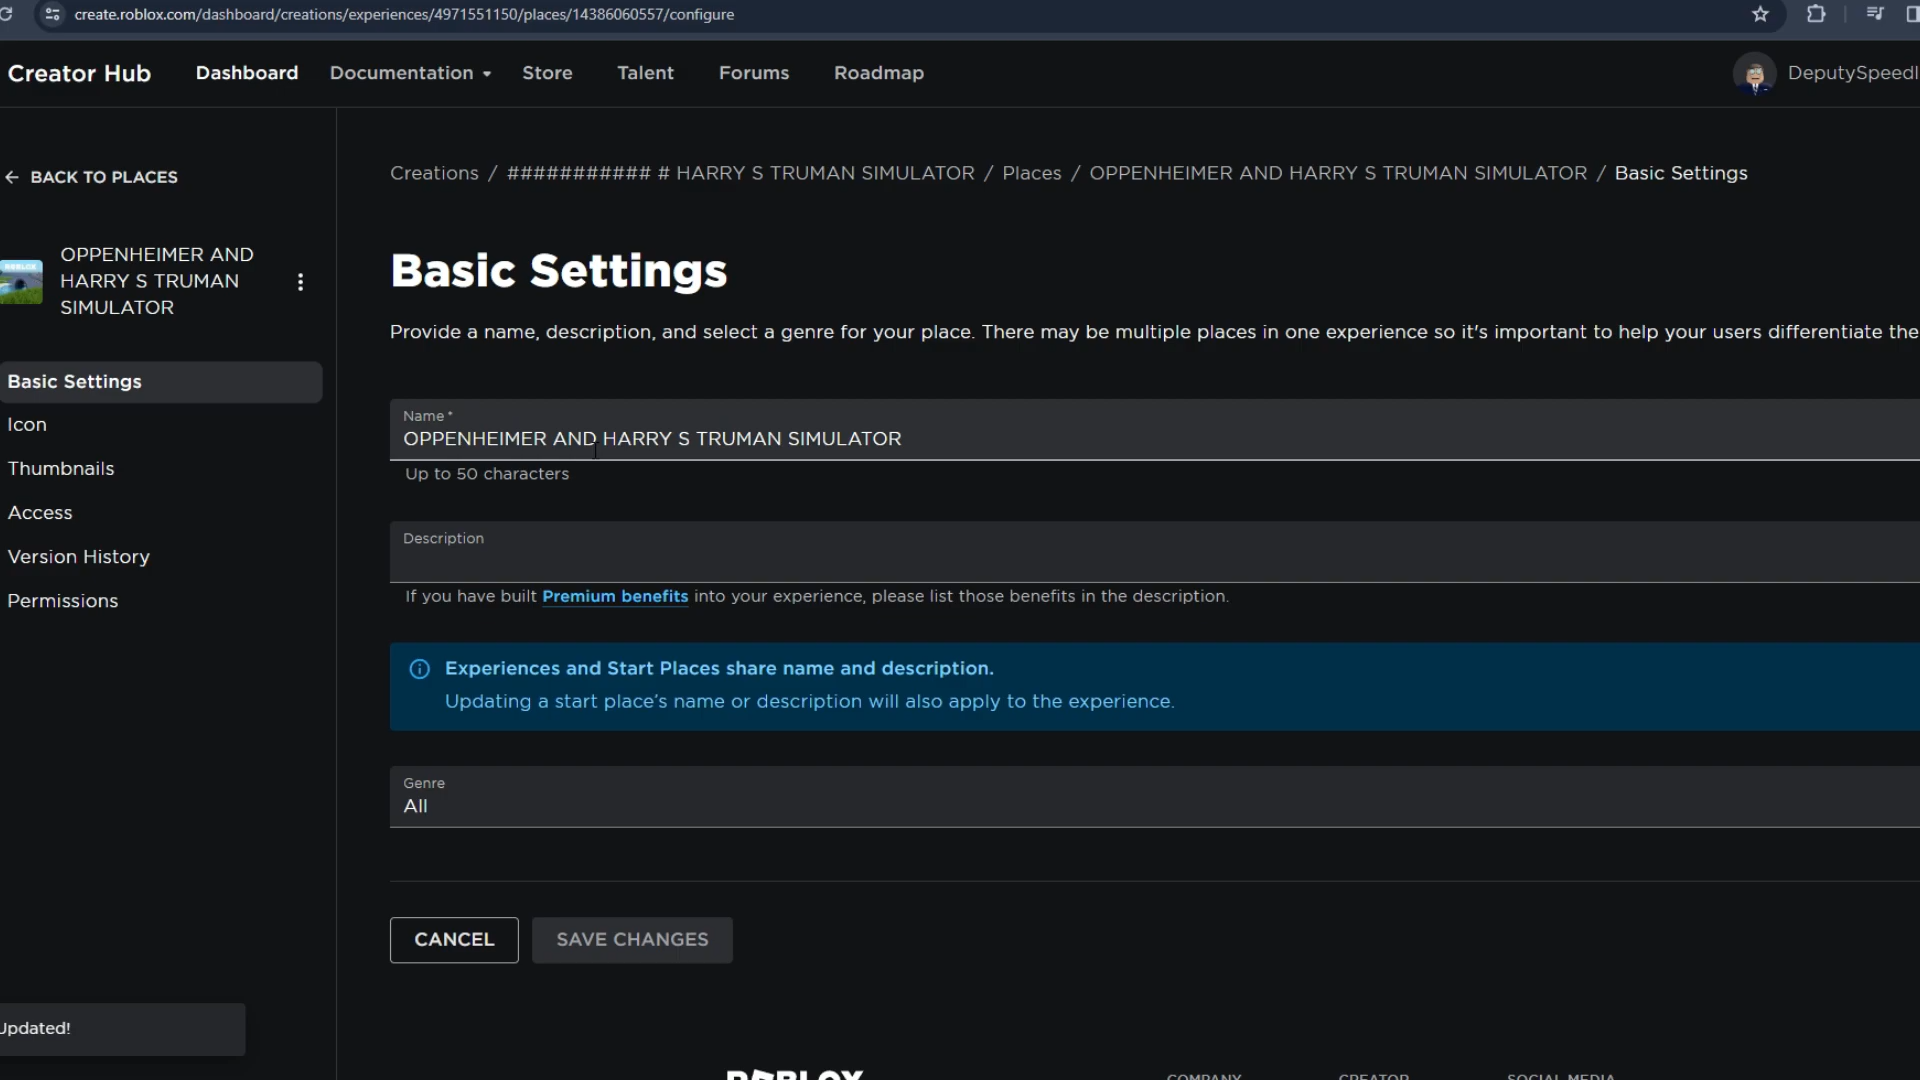 create.roblox.com/dashboard/creations/experiences/4971551150/places/14386060557/configure
Creator Hub
Dashboard
Documentation
Store
Talent
Forums
Roadmap
DeputySpeedl
BACK TO PLACES
Creations / ########### # HARRY S TRUMAN SIMULATOR / Places / OPPENHEIMER AND HARRY S TRUMAN SIMULATOR / Basic Settings
OPPENHEIMER AND
HARRY S TRUMAN
SIMULATOR
Basic Settings
Icon
Thumbnails
Access
Version History
Permissions
Basic Settings
Provide a name, description, and select a genre for your place. There may be multiple places in one experience so it's important to help your users differentiate the
Name*
OPPENHEIMER AND HARRY S TRUMAN SIMULATOR
Up to 50 characters
Description
If you have built Premium benefits into your experience, please list those benefits in the description.
Experiences and Start Places share name and description.
Updating a start place's name or description will also apply to the experience.
Genre
All
CANCEL
SAVE CHANGES
Updated!
ROBLOX
COMPANY
CREATOR
SOCIAL MEDIA